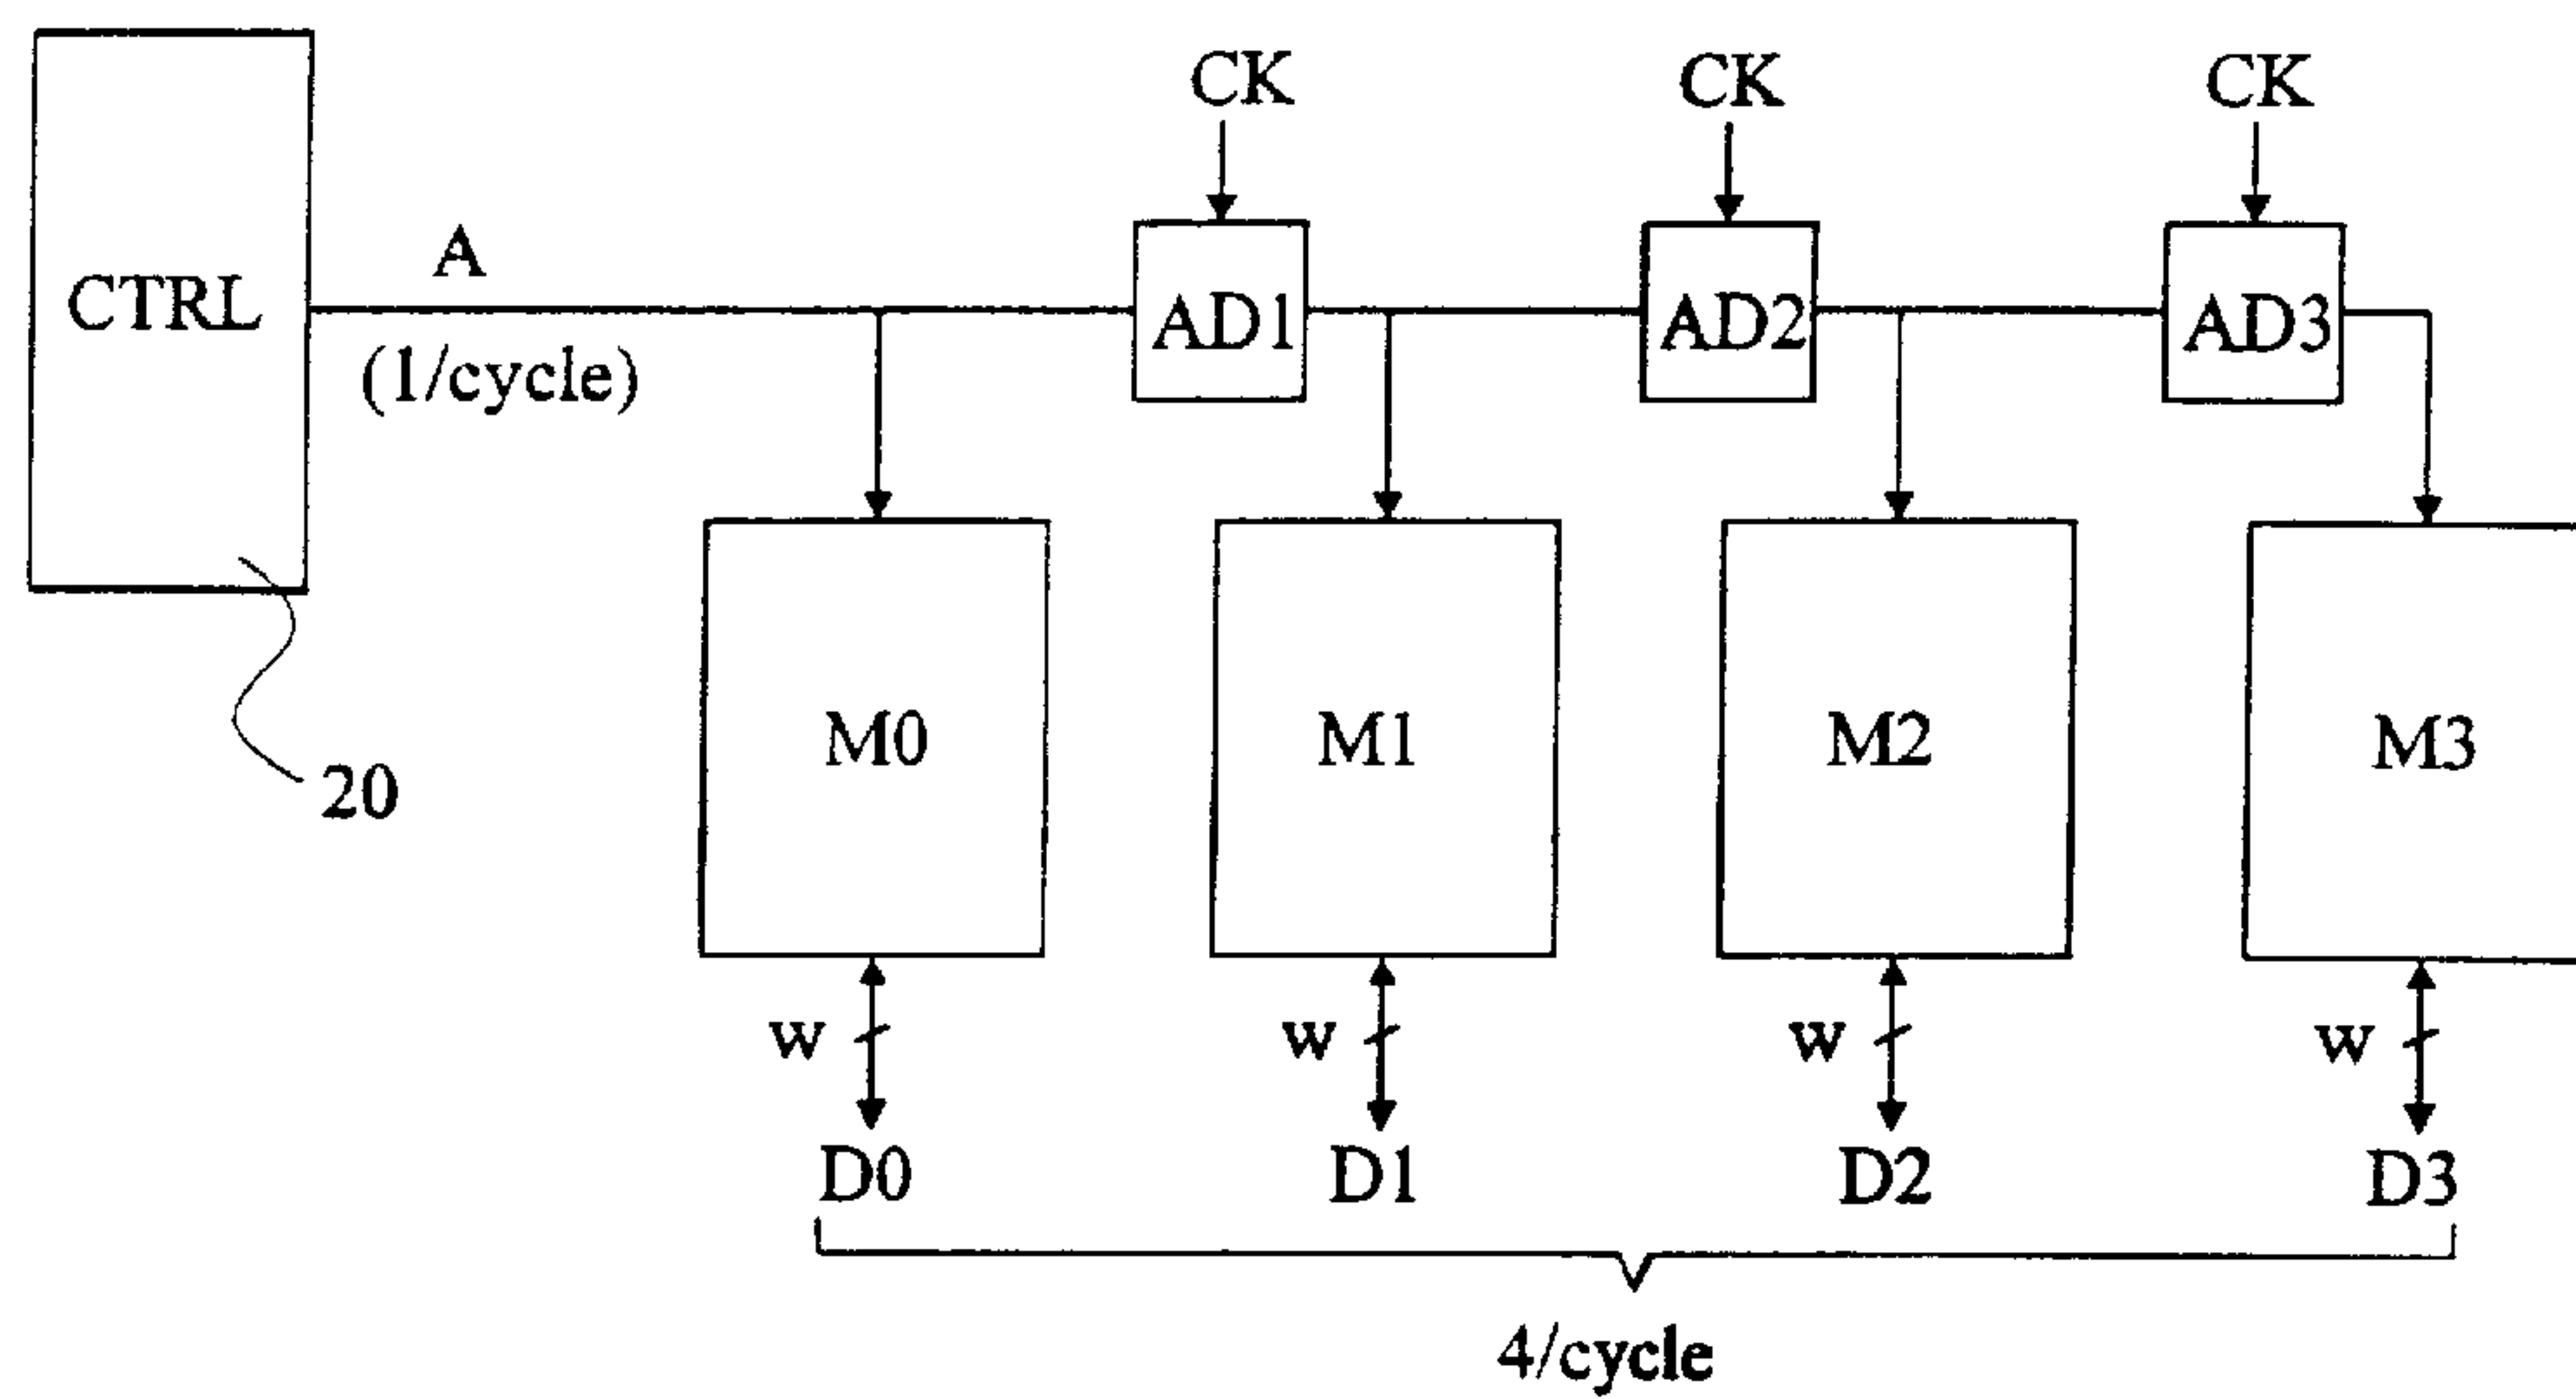 CK CK CK
CTRL
A
(1/cycle)
AD1 AD2 AD3
M0 M1 M2 M3
20
w w w w
D0 D1 D2 D3
4/cycle